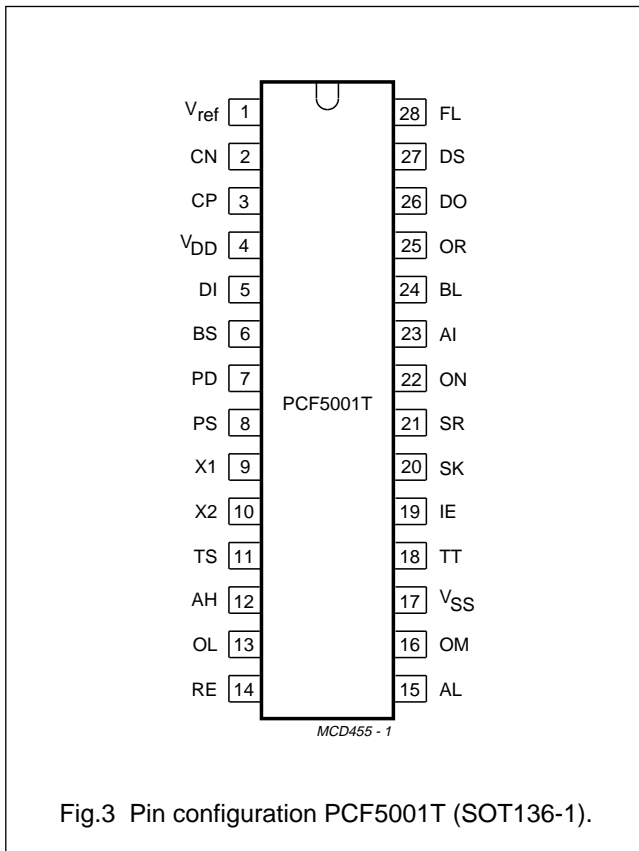 Vref 1 28 FL
CN 2 27 DS
CP 3 26 DO
VDD 4 25 OR
DI 5 24 BL
BS 6 23 AI
PD 7 22 ON
PCF5001T
PS 8 21 SR
X1 9 20 SK
X2 10 19 IE
TS 11 18 TT
AH 12 17 VSS
OL 13 16 OM
RE 14 15 AL
MCD455 - 1
Fig.3 Pin configuration PCF5001T (SOT136-1).